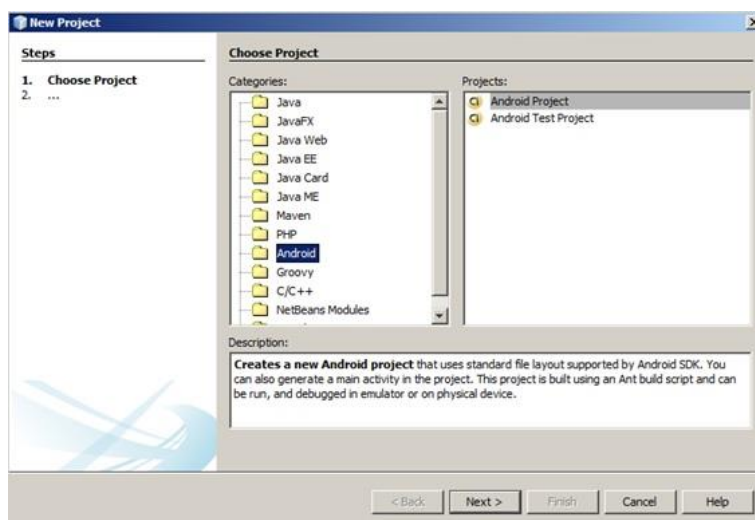 New Project
Steps
1. Choose Project
2. ...
Choose Project
Categories:
Java
JavaFX
Java Web
Java EE
Java Card
Java ME
Maven
PHP
Android
Groovy
C/C++
NetBeans Modules
Projects:
Android Project
Android Test Project
Description:
Creates a new Android project that uses standard file layout supported by Android SDK. You
can also generate a main activity in the project. This project is built using an Ant build script and can
be run, and debugged in emulator or on physical device.
< Back
Next >
Finish
Cancel
Help